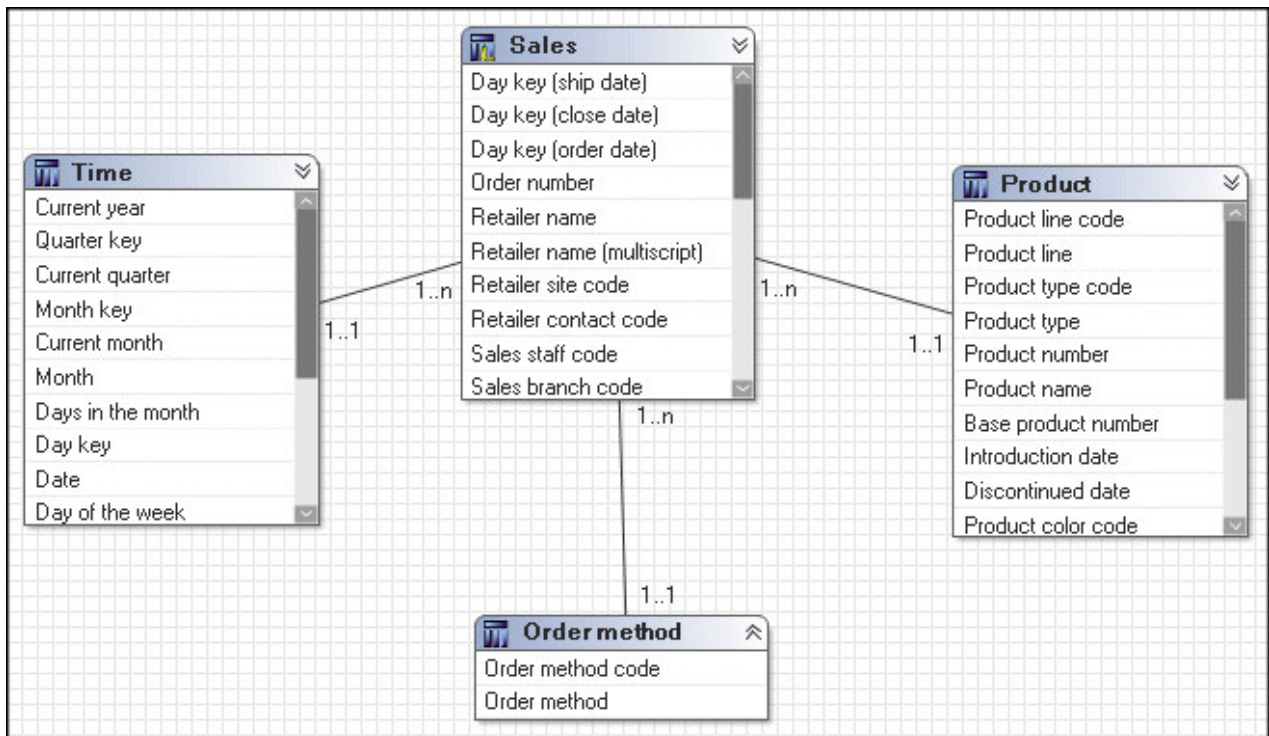 Sales
Day key (ship date)
Day key (close date)
Day key (order date)
Order number
Retailer name
Retailer name (multiscript)
Retailer site code
Retailer contact code
Sales staff code
Sales branch code
Time
Current year
Quarter key
Current quarter
Month key
Current month
Month
Days in the month
Day key
Date
Day of the week
Product
Product line code
Product line
Product type code
Product type
Product number
Product name
Base product number
Introduction date
Discontinued date
Product color code
1..n
1..1
1..n
1..1
1..n
1..1
Order method
Order method code
Order method